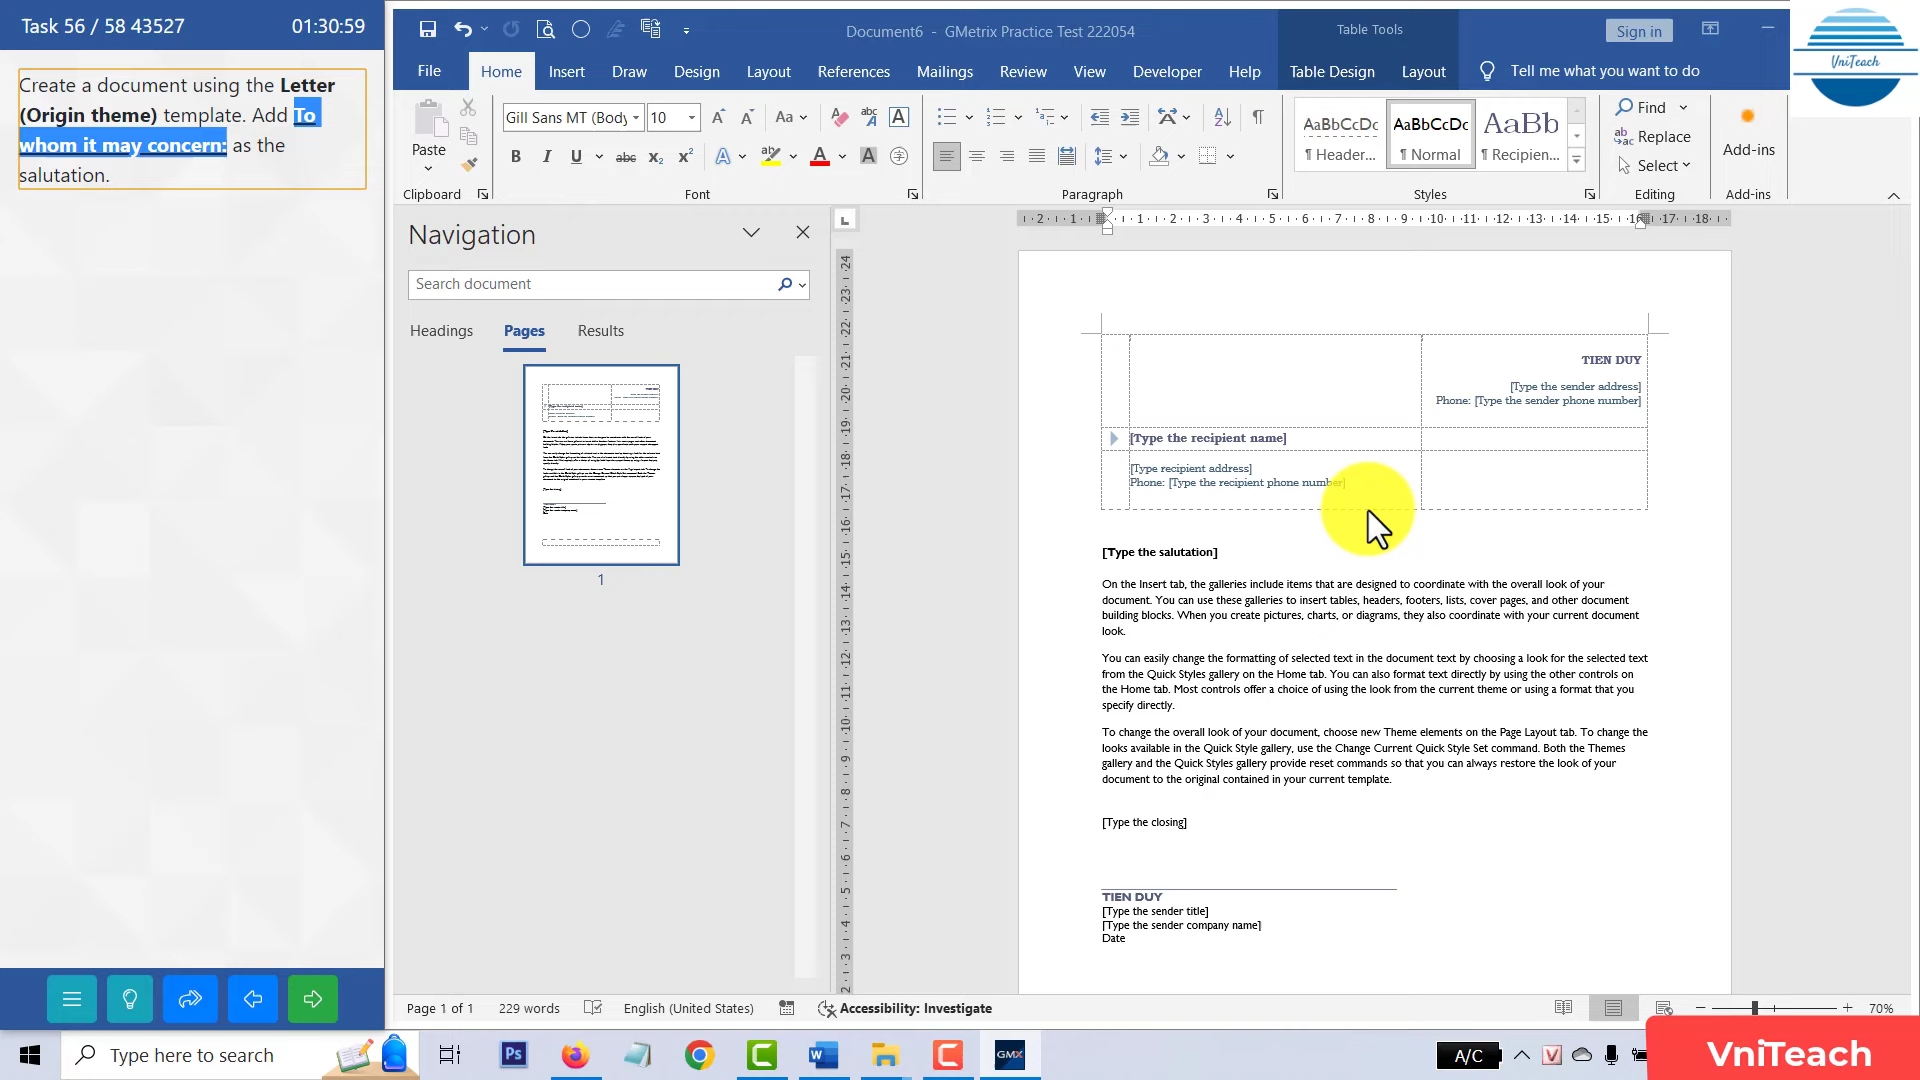 Task 56 / 58 43527
01:30:59
Create a document using the Letter
(Origin theme) template. Add To
whom it may concern: as the
salutation.
Document6 - GMetrix Practice Test 222054
Table Tools
Sign in
UniTeach
File
Home
Insert
Draw
Design
Layout
References
Mailings
Review
View
Developer
Help
Table Design
Layout
Tell me what you want to do
Paste
Clipboard
Gill Sans MT (Body
10
Font
Paragraph
AaBbCcDc
¶ Header...
AaBbCcDc
¶ Normal
AaBb
¶ Recipien...
Styles
Find
Replace
Select
Editing
Add-ins
Add-ins
Navigation
Search document
Headings
Pages
Results
1
TIEN DUY
[Type the sender address]
Phone: [Type the sender phone number]
[Type the recipient name]
[Type recipient address]
Phone: [Type the recipient phone number]
[Type the salutation]
On the Insert tab, the galleries include items that are designed to coordinate with the overall look of your
document. You can use these galleries to insert tables, headers, footers, lists, cover pages, and other document
building blocks. When you create pictures, charts, or diagrams, they also coordinate with your current document
look.
You can easily change the formatting of selected text in the document text by choosing a look for the selected text
from the Quick Styles gallery on the Home tab. You can also format text directly by using the other controls on
the Home tab. Most controls offer a choice of using the look from the current theme or using a format that you
specify directly.
To change the overall look of your document, choose new Theme elements on the Page Layout tab. To change the
looks available in the Quick Style gallery, use the Change Current Quick Style Set command. Both the Themes
gallery and the Quick Styles gallery provide reset commands so that you can always restore the look of your
document to the original contained in your current template.
[Type the closing]
TIEN DUY
[Type the sender title]
[Type the sender company name]
Date
Page 1 of 1
229 words
English (United States)
Accessibility: Investigate
70%
Type here to search
A/C
VniTeach